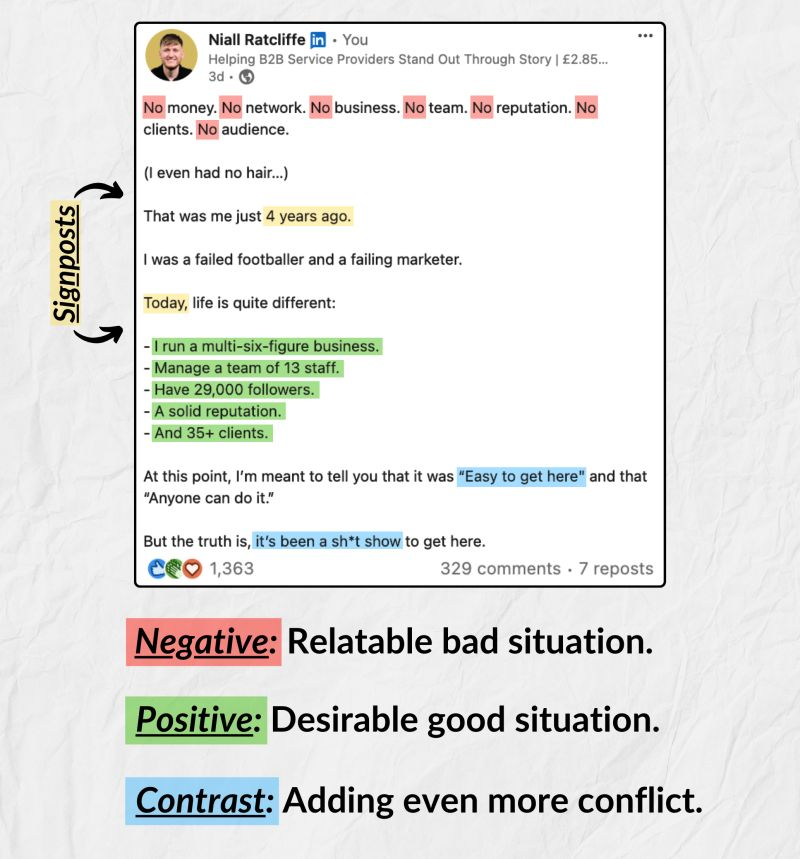 Niall Ratcliffe in • You
Helping B2B Service Providers Stand Out Through Story | £2.85...
3d •
No money. No network. No business. No team. No reputation. No
clients. No audience.
(I even had no hair...)
Signposts
That was me just 4 years ago.
I was a failed footballer and a failing marketer.
Today, life is quite different:
- I run a multi-six-figure business.
- Manage a team of 13 staff.
- Have 29,000 followers.
- A solid reputation.
- And 35+ clients.
At this point, I’m meant to tell you that it was “Easy to get here" and that
“Anyone can do it.”
But the truth is, it’s been a sh*t show to get here.
1,363 329 comments • 7 reposts
Negative: Relatable bad situation.
Positive: Desirable good situation.
Contrast: Adding even more conflict.